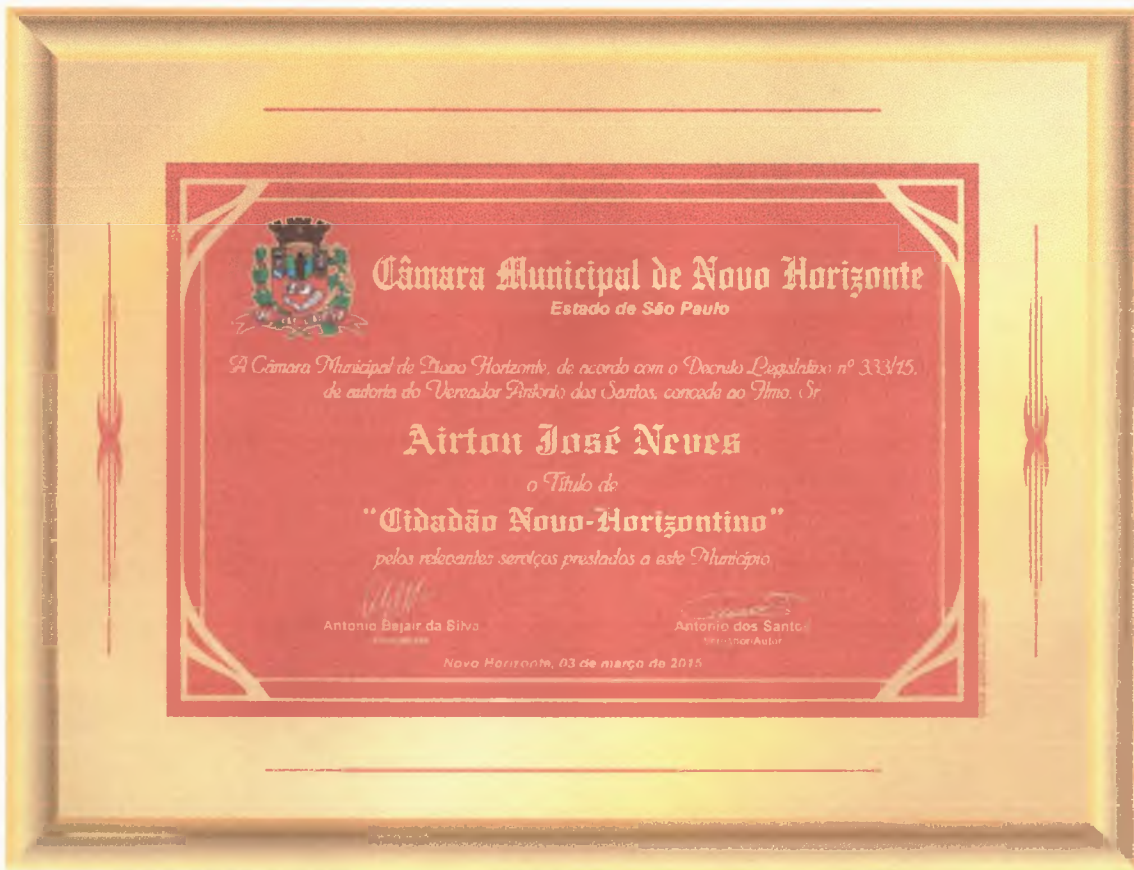 Câmara Municipal de Novo Horizonte
Estado de São Paulo
A Câmara Municipal de Novo Horizonte, de acordo com o Decreto Legislativo nº 333/15,
de autoria do Vereador Antônio dos Santos, concede ao Ilmo. Sr.
Airton José Neves
o Título de
"Cidadão Novo-Horizontino"
pelos relevantes serviços prestados a este Município
Antonio Bejair da Silva
Antonio dos Santos
Vereador-Autor
Novo Horizonte, 03 de março de 2015